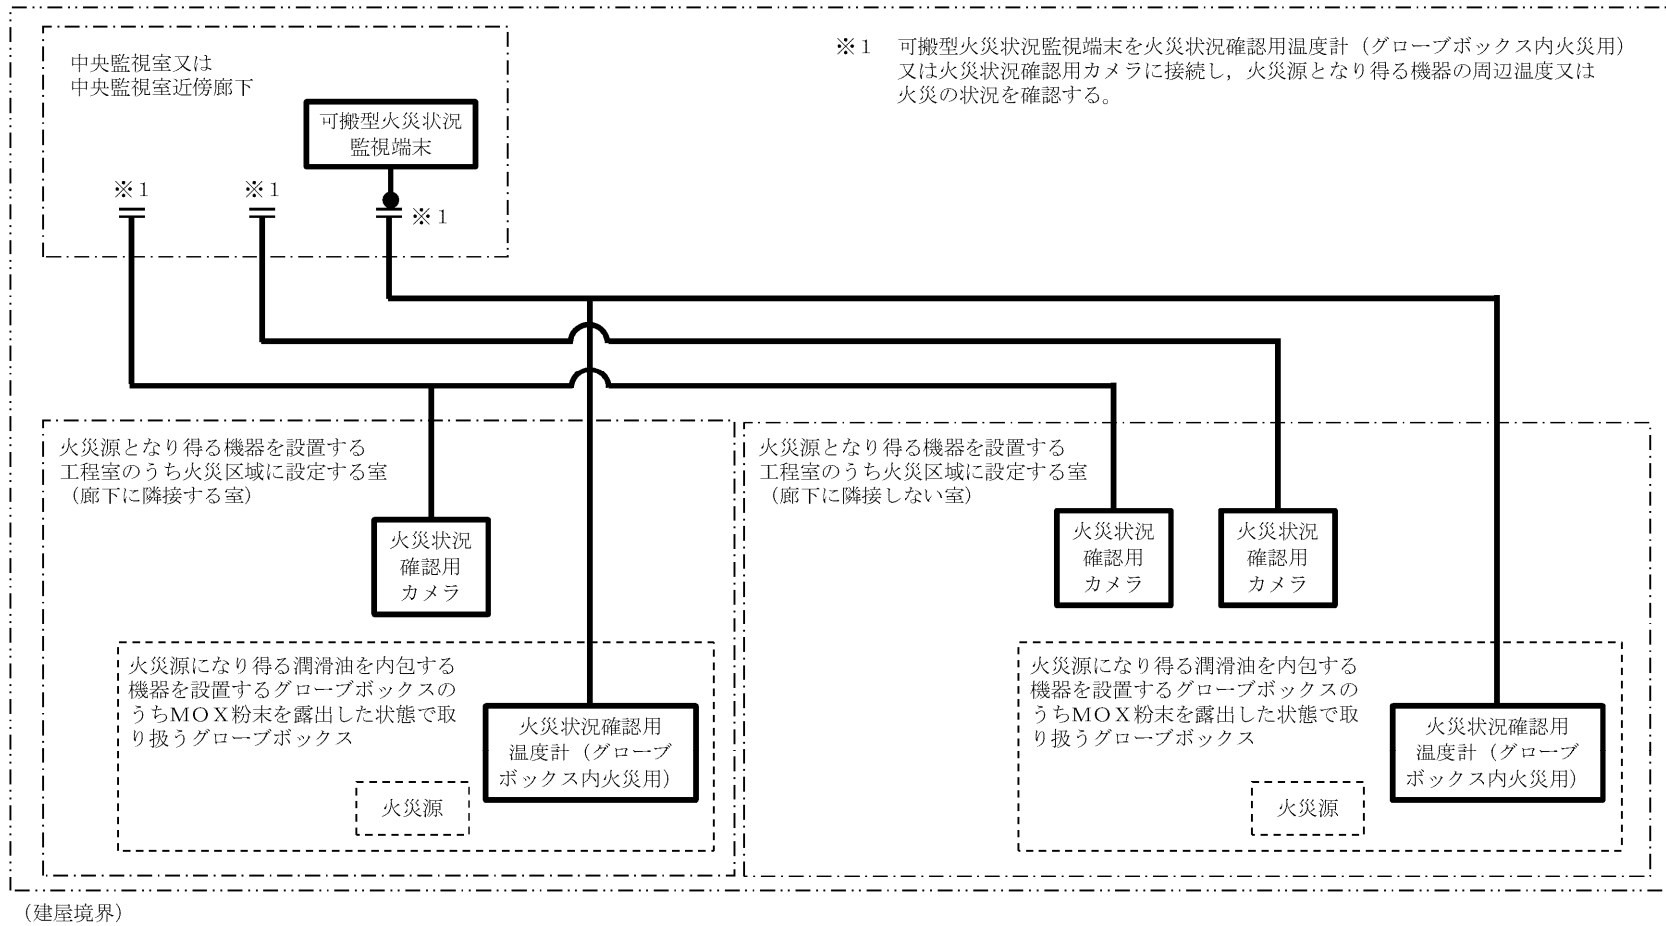 中央監視室又は
中央監視室近傍廊下
可搬型火災状況
監視端末
※１
※１
※１
※１　可搬型火災状況監視端末を火災状況確認用温度計（グローブボックス内火災用）
又は火災状況確認用カメラに接続し，火災源となり得る機器の周辺温度又は
火災の状況を確認する。
火災源となり得る機器を設置する
工程室のうち火災区域に設定する室
（廊下に隣接する室）
火災状況
確認用
カメラ
火災源になり得る潤滑油を内包する
機器を設置するグローブボックスの
うちＭＯＸ粉末を露出した状態で取
り扱うグローブボックス
火災状況確認用
温度計（グローブ
ボックス内火災用）
火災源
火災源となり得る機器を設置する
工程室のうち火災区域に設定する室
（廊下に隣接しない室）
火災状況
確認用
カメラ
火災状況
確認用
カメラ
火災源になり得る潤滑油を内包する
機器を設置するグローブボックスの
うちＭＯＸ粉末を露出した状態で取
り扱うグローブボックス
火災状況確認用
温度計（グローブ
ボックス内火災用）
火災源
（建屋境界）